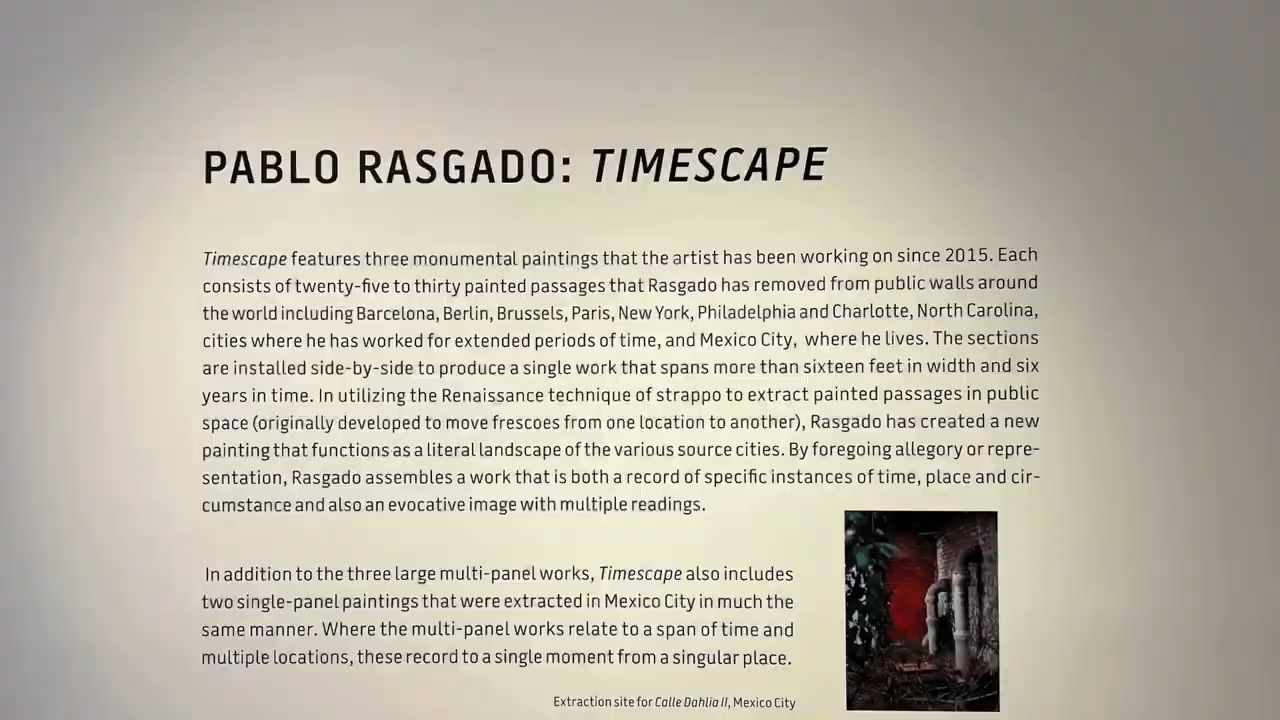 PABLO RASGADO: TIMESCAPE
Timescape features three monumental paintings that the artist has been working on since 2015. Each
consists of twenty-five to thirty painted passages that Rasgado has removed from public walls around
the world including Barcelona, Berlin, Brussels, Paris, New York, Philadelphia and Charlotte, North Carolina,
cities where he has worked for extended periods of time, and Mexico City, where he lives. The sections
are installed side-by-side to produce a single work that spans more than sixteen feet in width and six
years in time. In utilizing the Renaissance technique of strappo to extract painted passages in public
space (originally developed to move frescoes from one location to another), Rasgado has created a new
painting that functions as a literal landscape of the various source cities. By foregoing allegory or repre-
sentation, Rasgado assembles a work that is both a record of specific instances of time, place and cir-
cumstance and also an evocative image with multiple readings.
In addition to the three large multi-panel works, Timescape also includes
two single-panel paintings that were extracted in Mexico City in much the
same manner. Where the multi-panel works relate to a span of time and
multiple locations, these record to a single moment from a singular place.
Extraction site for Calle Dahlia II, Mexico City